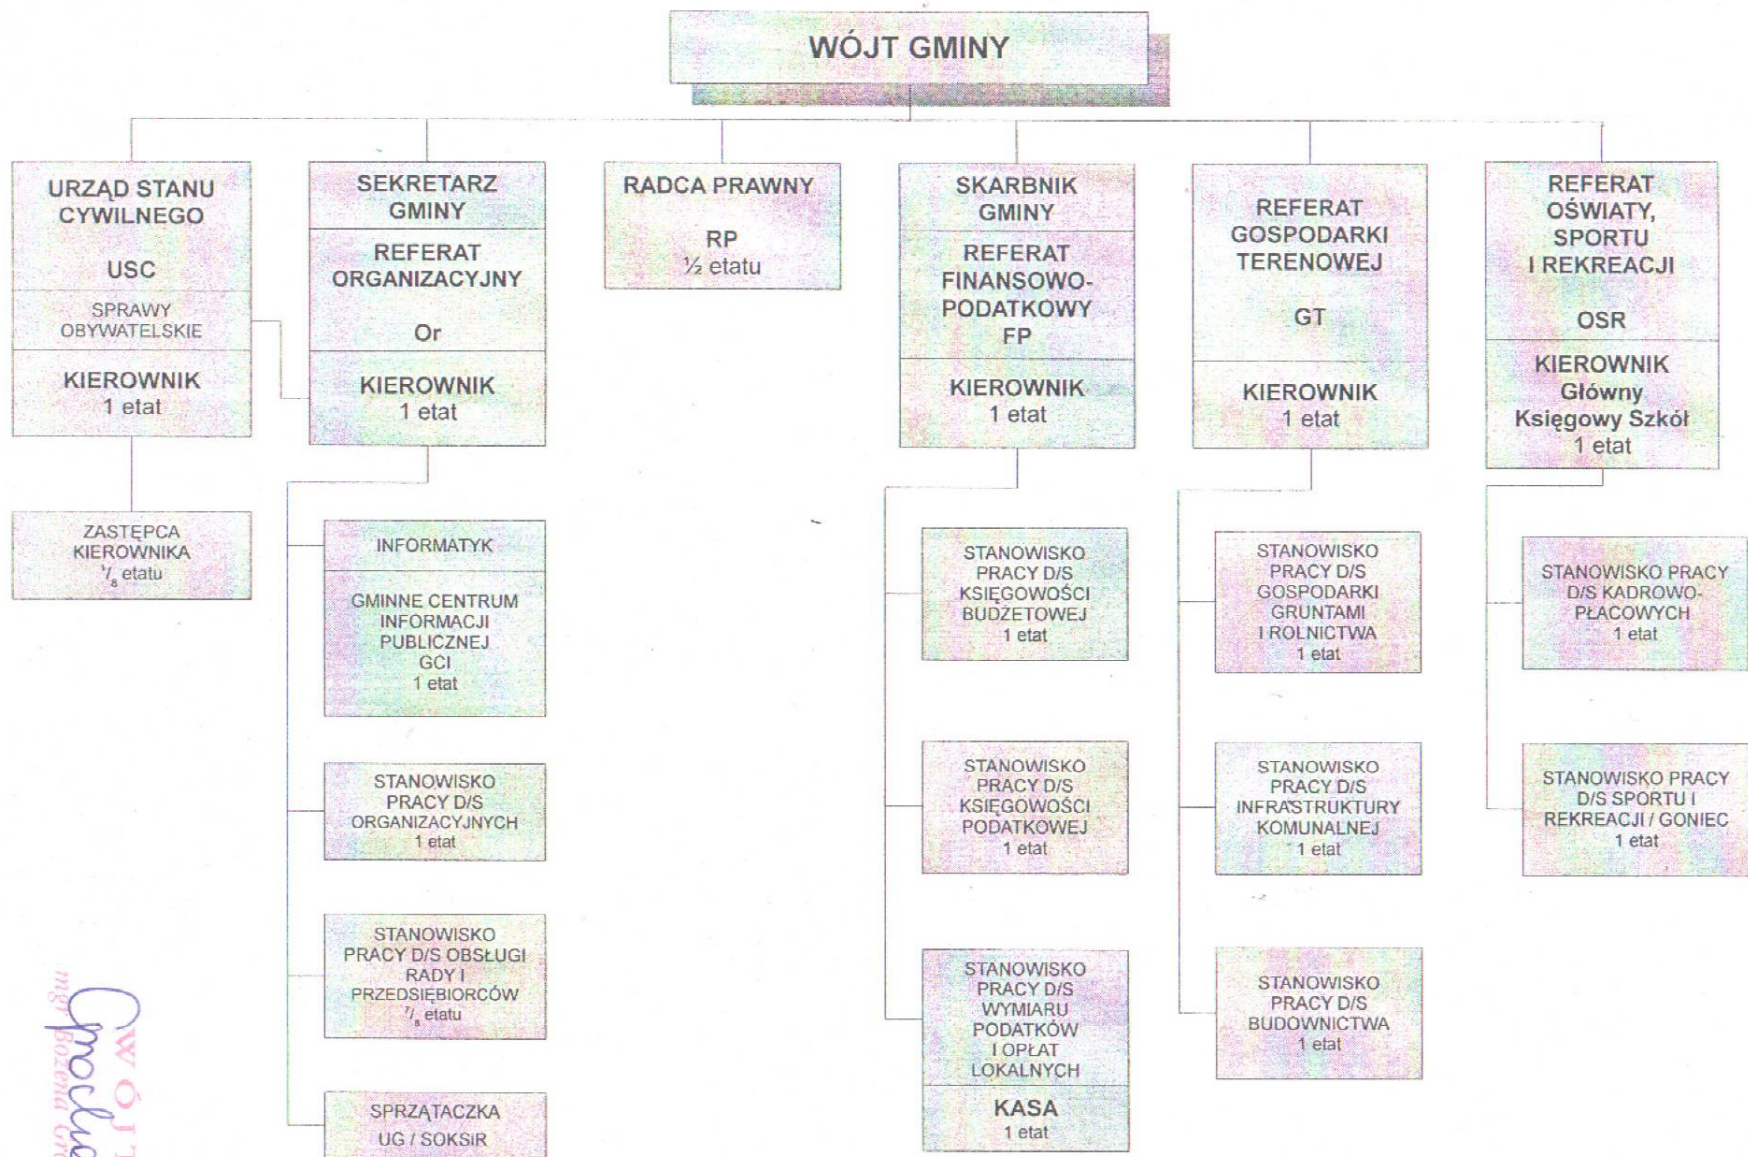 WÓJT GMINY
URZĄD STANU
CYWILNEGO
USC
SPRAWY
OBYWATELSKIE
KIEROWNIK
1 etat
ZASTĘPCA
KIEROWNIKA
1/8 etatu
SEKRETARZ
GMINY
REFERAT
ORGANIZACYJNY
Or
KIEROWNIK
1 etat
INFORMATYK
GMINNE CENTRUM
INFORMACJI
PUBLICZNEJ
GCI
1 etat
STANOWISKO
PRACY D/S
ORGANIZACYJNYCH
1 etat
STANOWISKO
PRACY D/S OBSŁUGI
RADY I
PRZEDSIĘBIORCÓW
7/8 etatu
SPRZĄTACZKA
UG / SOKSiR
RADCA PRAWNY
RP
½ etatu
SKARBNIK
GMINY
REFERAT
FINANSOWO-
PODATKOWY
FP
KIEROWNIK
1 etat
STANOWISKO
PRACY D/S
KSIĘGOWOŚCI
BUDŻETOWEJ
1 etat
STANOWISKO
PRACY D/S
KSIĘGOWOŚCI
PODATKOWEJ
1 etat
STANOWISKO
PRACY D/S
WYMIARU
PODATKÓW
I OPŁAT
LOKALNYCH
KASA
1 etat
REFERAT
GOSPODARKI
TERENOWEJ
GT
KIEROWNIK
1 etat
STANOWISKO
PRACY D/S
GOSPODARKI
GRUNTAMI
I ROLNICTWA
1 etat
STANOWISKO
PRACY D/S
INFRASTRUKTURY
KOMUNALNEJ
1 etat
STANOWISKO
PRACY D/S
BUDOWNICTWA
1 etat
REFERAT
OŚWIATY,
SPORTU
I REKREACJI
OSR
KIEROWNIK
Główny
Księgowy Szkół
1 etat
STANOWISKO PRACY
D/S KADROWO-
PŁACOWYCH
1 etat
STANOWISKO PRACY
D/S SPORTU I
REKREACJI / GONIEC
1 etat
WÓJT
mgr Bożena